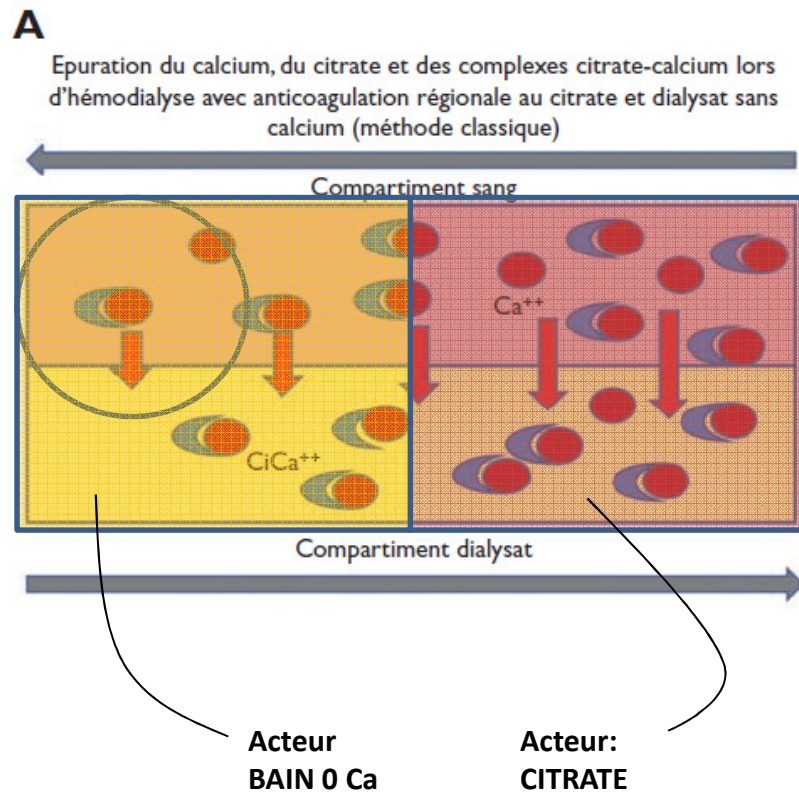 A
Epuration du calcium, du citrate et des complexes citrate-calcium lors
d'hémodialyse avec anticoagulation régionale au citrate et dialysat sans
calcium (méthode classique)
Compartiment sang
Ca⁺⁺
CiCa⁺⁺
Compartiment dialysat
Acteur
BAIN 0 Ca
Acteur:
CITRATE